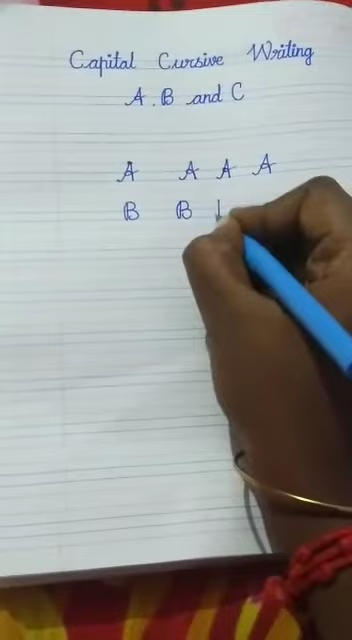 Capital Cursive Writing
A. B and C
A A A A
B B